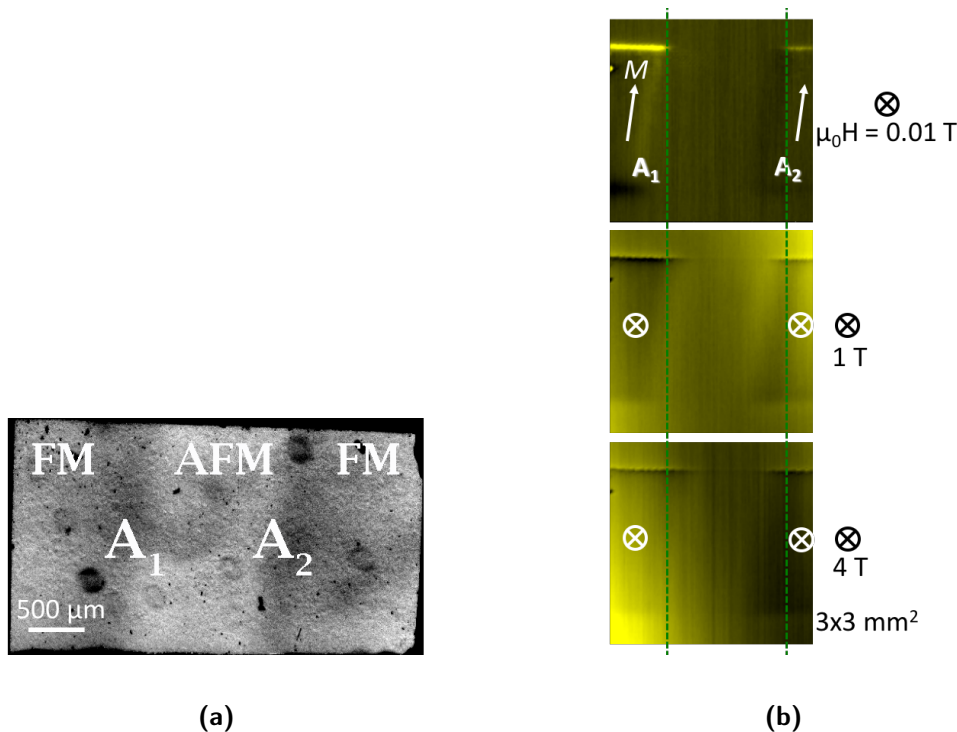 FM AFM FM
A₁ A₂
500 µm
(a)
M
A₁ A₂
µ₀H = 0.01 T
1 T
4 T
3x3 mm²
(b)